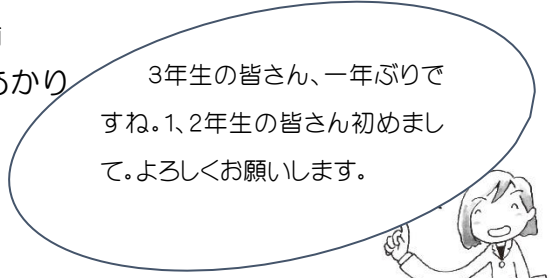 あかり
3年生の皆さん、一年ぶりで
すね。1、2年生の皆さん初めまし
て。よろしくお願いします。